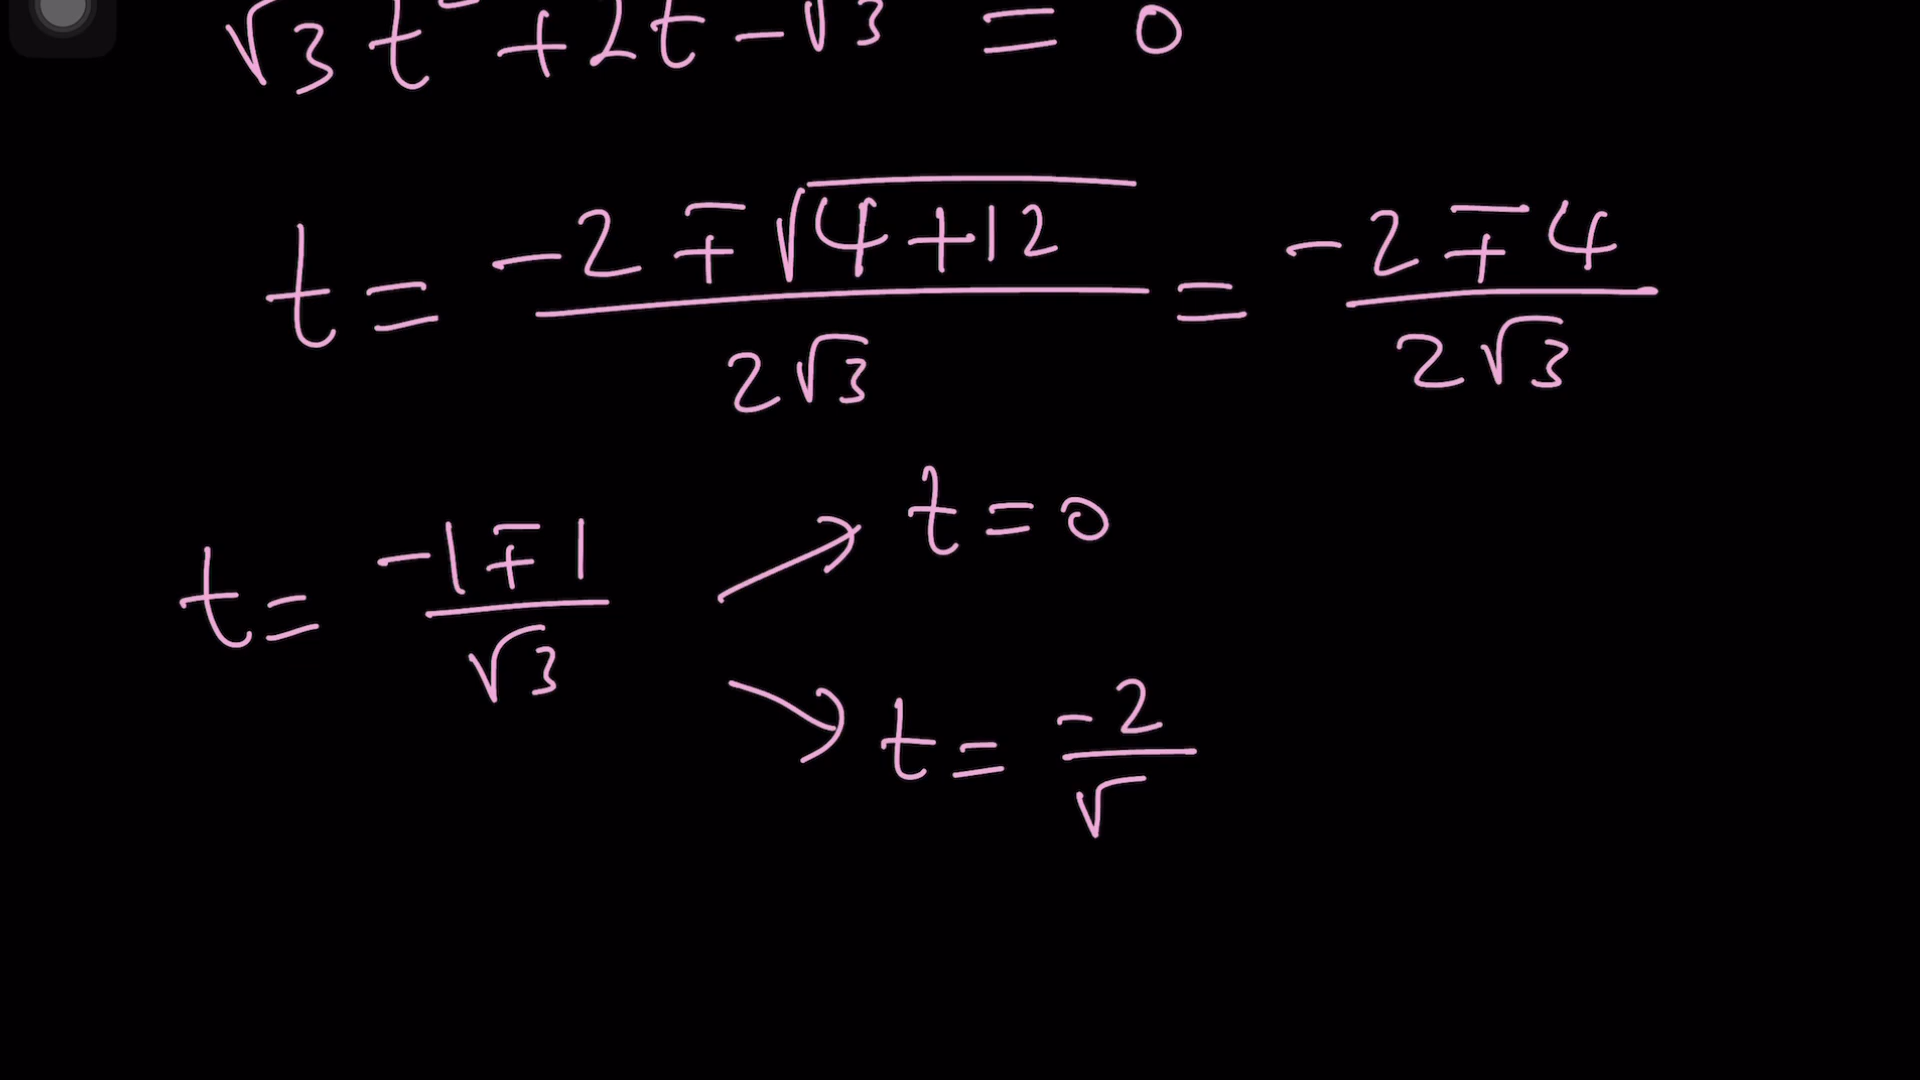 √3 t² + 2t - √3 = 0
t = (-2 ∓ √(4+12)) / (2√3) = (-2 ∓ 4) / (2√3)
t = (-1 ∓ 1) / √3 → t = 0
→ t = -2 / √